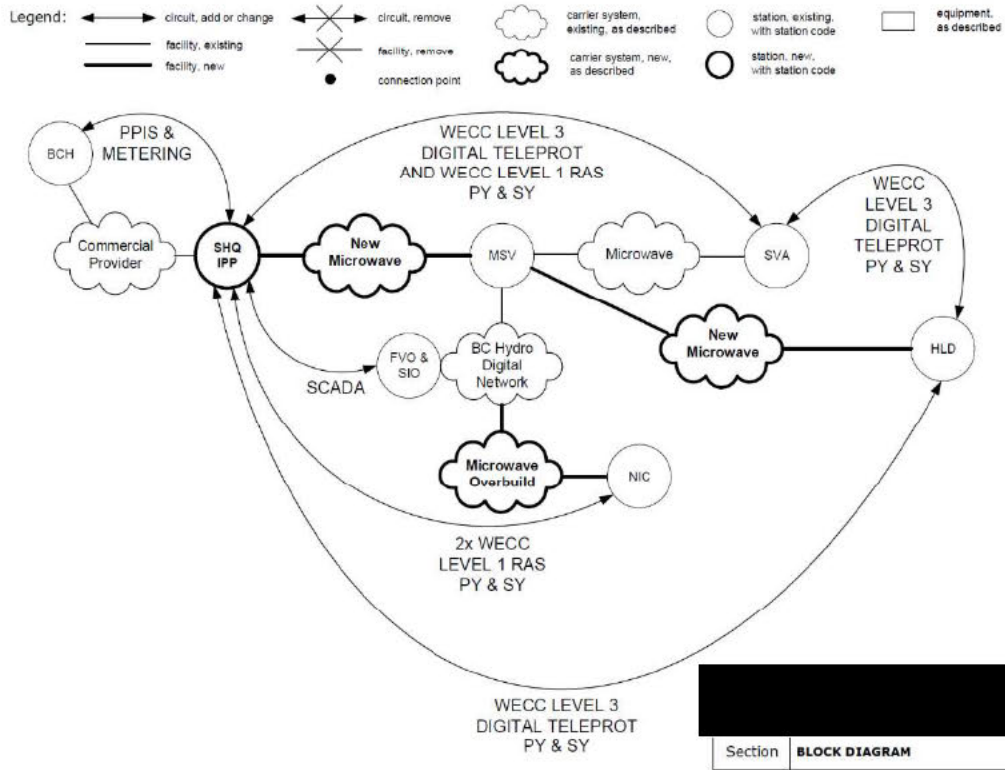 Legend:
circuit, add or change
circuit, remove
carrier system,
existing, as described
station, existing,
with station code
equipment,
as described
facility, existing
facility, remove
facility, new
connection point
carrier system, new,
as described
station, new,
with station code
BCH
PPIS &
METERING
WECC LEVEL 3
DIGITAL TELEPROT
AND WECC LEVEL 1 RAS
PY & SY
WECC
LEVEL 3
DIGITAL
TELEPROT
PY & SY
Commercial
Provider
SHQ
IPP
New
Microwave
MSV
Microwave
SVA
New
Microwave
HLD
FVO &
SIO
BC Hydro
Digital
Network
SCADA
Microwave
Overbuild
NIC
2x WECC
LEVEL 1 RAS
PY & SY
WECC LEVEL 3
DIGITAL TELEPROT
PY & SY
Section BLOCK DIAGRAM